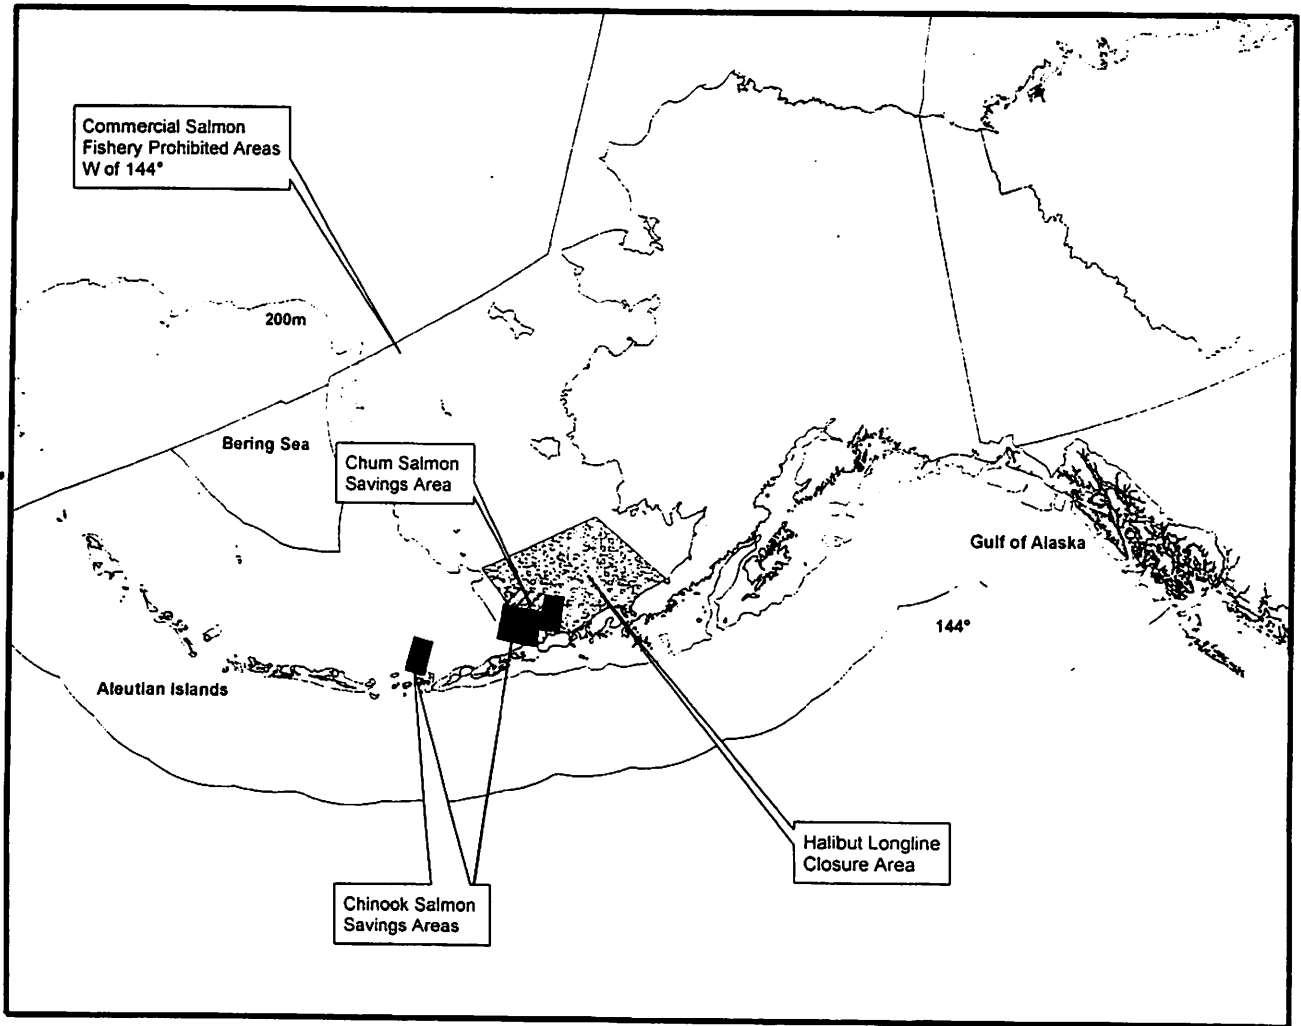 Commercial Salmon
Fishery Prohibited Areas
W of 144°
200m
Bering Sea
Chum Salmon
Savings Area
Gulf of Alaska
144°
Aleutian Islands
Halibut Longline
Closure Area
Chinook Salmon
Savings Areas